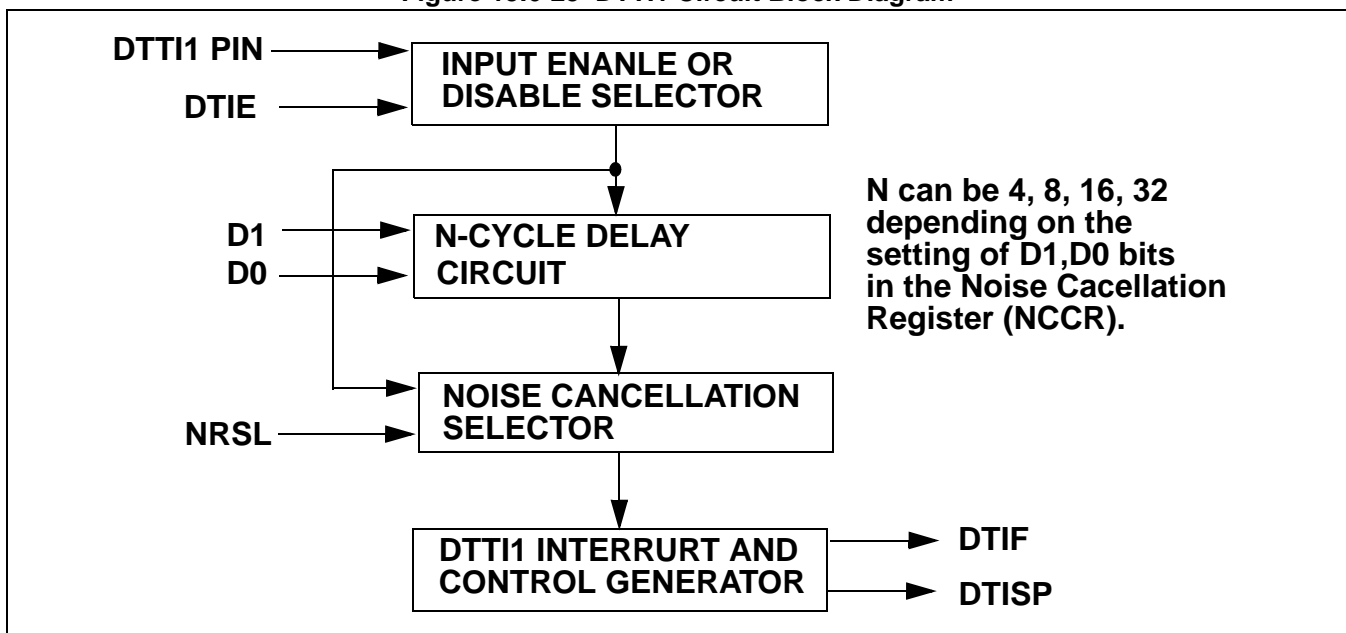 DTTI1 PIN
INPUT ENANLE OR
DISABLE SELECTOR
DTIE
N can be 4, 8, 16, 32
depending on the
setting of D1,D0 bits
in the Noise Cacellation
Register (NCCR).
D1
D0
N-CYCLE DELAY
CIRCUIT
NOISE CANCELLATION
SELECTOR
NRSL
DTTI1 INTERRURT AND
CONTROL GENERATOR
DTIF
DTISP